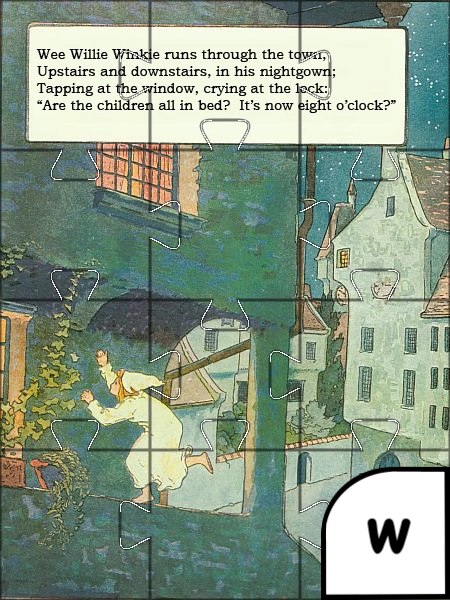 Wee Willie Winkie runs through the town,
Upstairs and downstairs, in his nightgown;
Tapping at the window, crying at the lock:
“Are the children all in bed?  It’s now eight o’clock?”
W